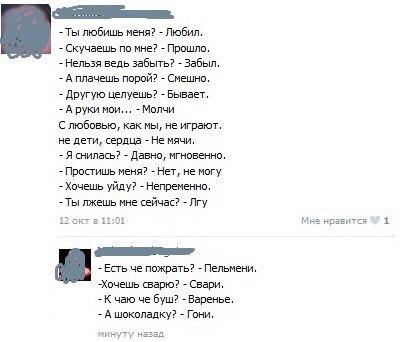 - Ты любишь меня? - Любил.
- Скучаешь по мне? - Прошло.
- Нельзя ведь забыть? - Забыл.
- А плачешь порой? - Смешно.
- Другую целуешь? - Бывает.
- А руки мои... - Молчи
С любовью, как мы, не играют.
не дети, сердца - Не мячи.
- Я снилась? - Давно, мгновенно.
- Простишь меня? - Нет, не могу
- Хочешь уйду? - Непременно.
- Ты лжешь мне сейчас? - Лгу
12 окт в 11:01 Мне нравится 1
- Есть че пожрать? - Пельмени.
-Хочешь сварю? - Свари.
- К чаю че буш? - Варенье.
- А шоколадку? - Гони.
минуту назад